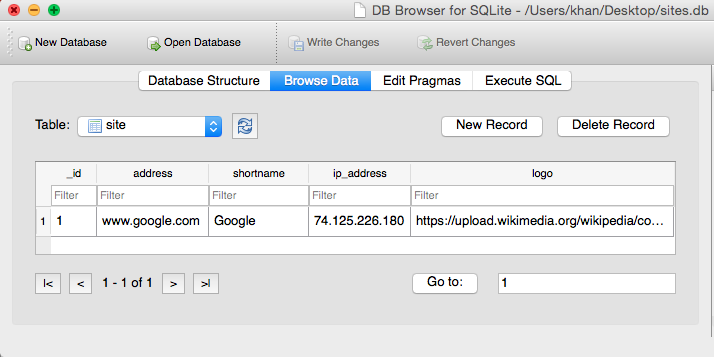 DB Browser for SQLite - /Users/khan/Desktop/sites.db
New Database Open Database Write Changes Revert Changes
Database Structure Browse Data Edit Pragmas Execute SQL
Table: site New Record Delete Record
_id address shortname ip_address logo
Filter Filter Filter Filter Filter
1 1 www.google.com Google 74.125.226.180 https://upload.wikimedia.org/wikipedia/co...
|< < 1 - 1 of 1 > >| Go to: 1